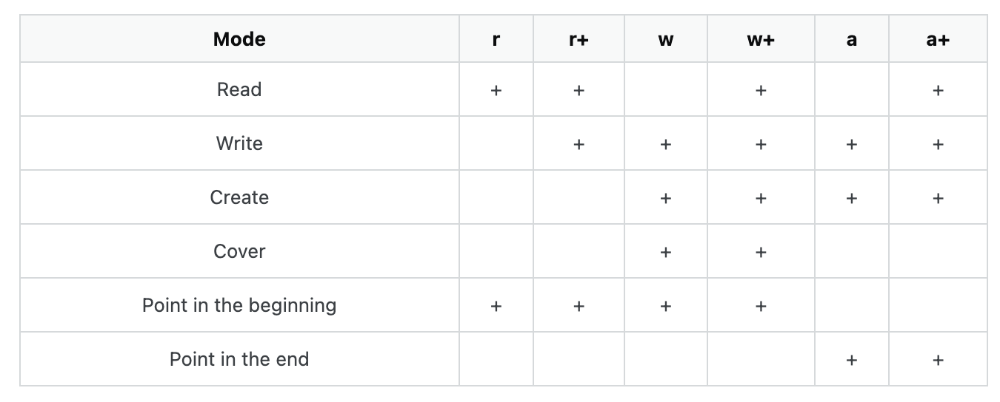 Mode r r+ w w+ a a+
Read + + + +
Write + + + + +
Create + + + +
Cover + +
Point in the beginning + + + +
Point in the end + +